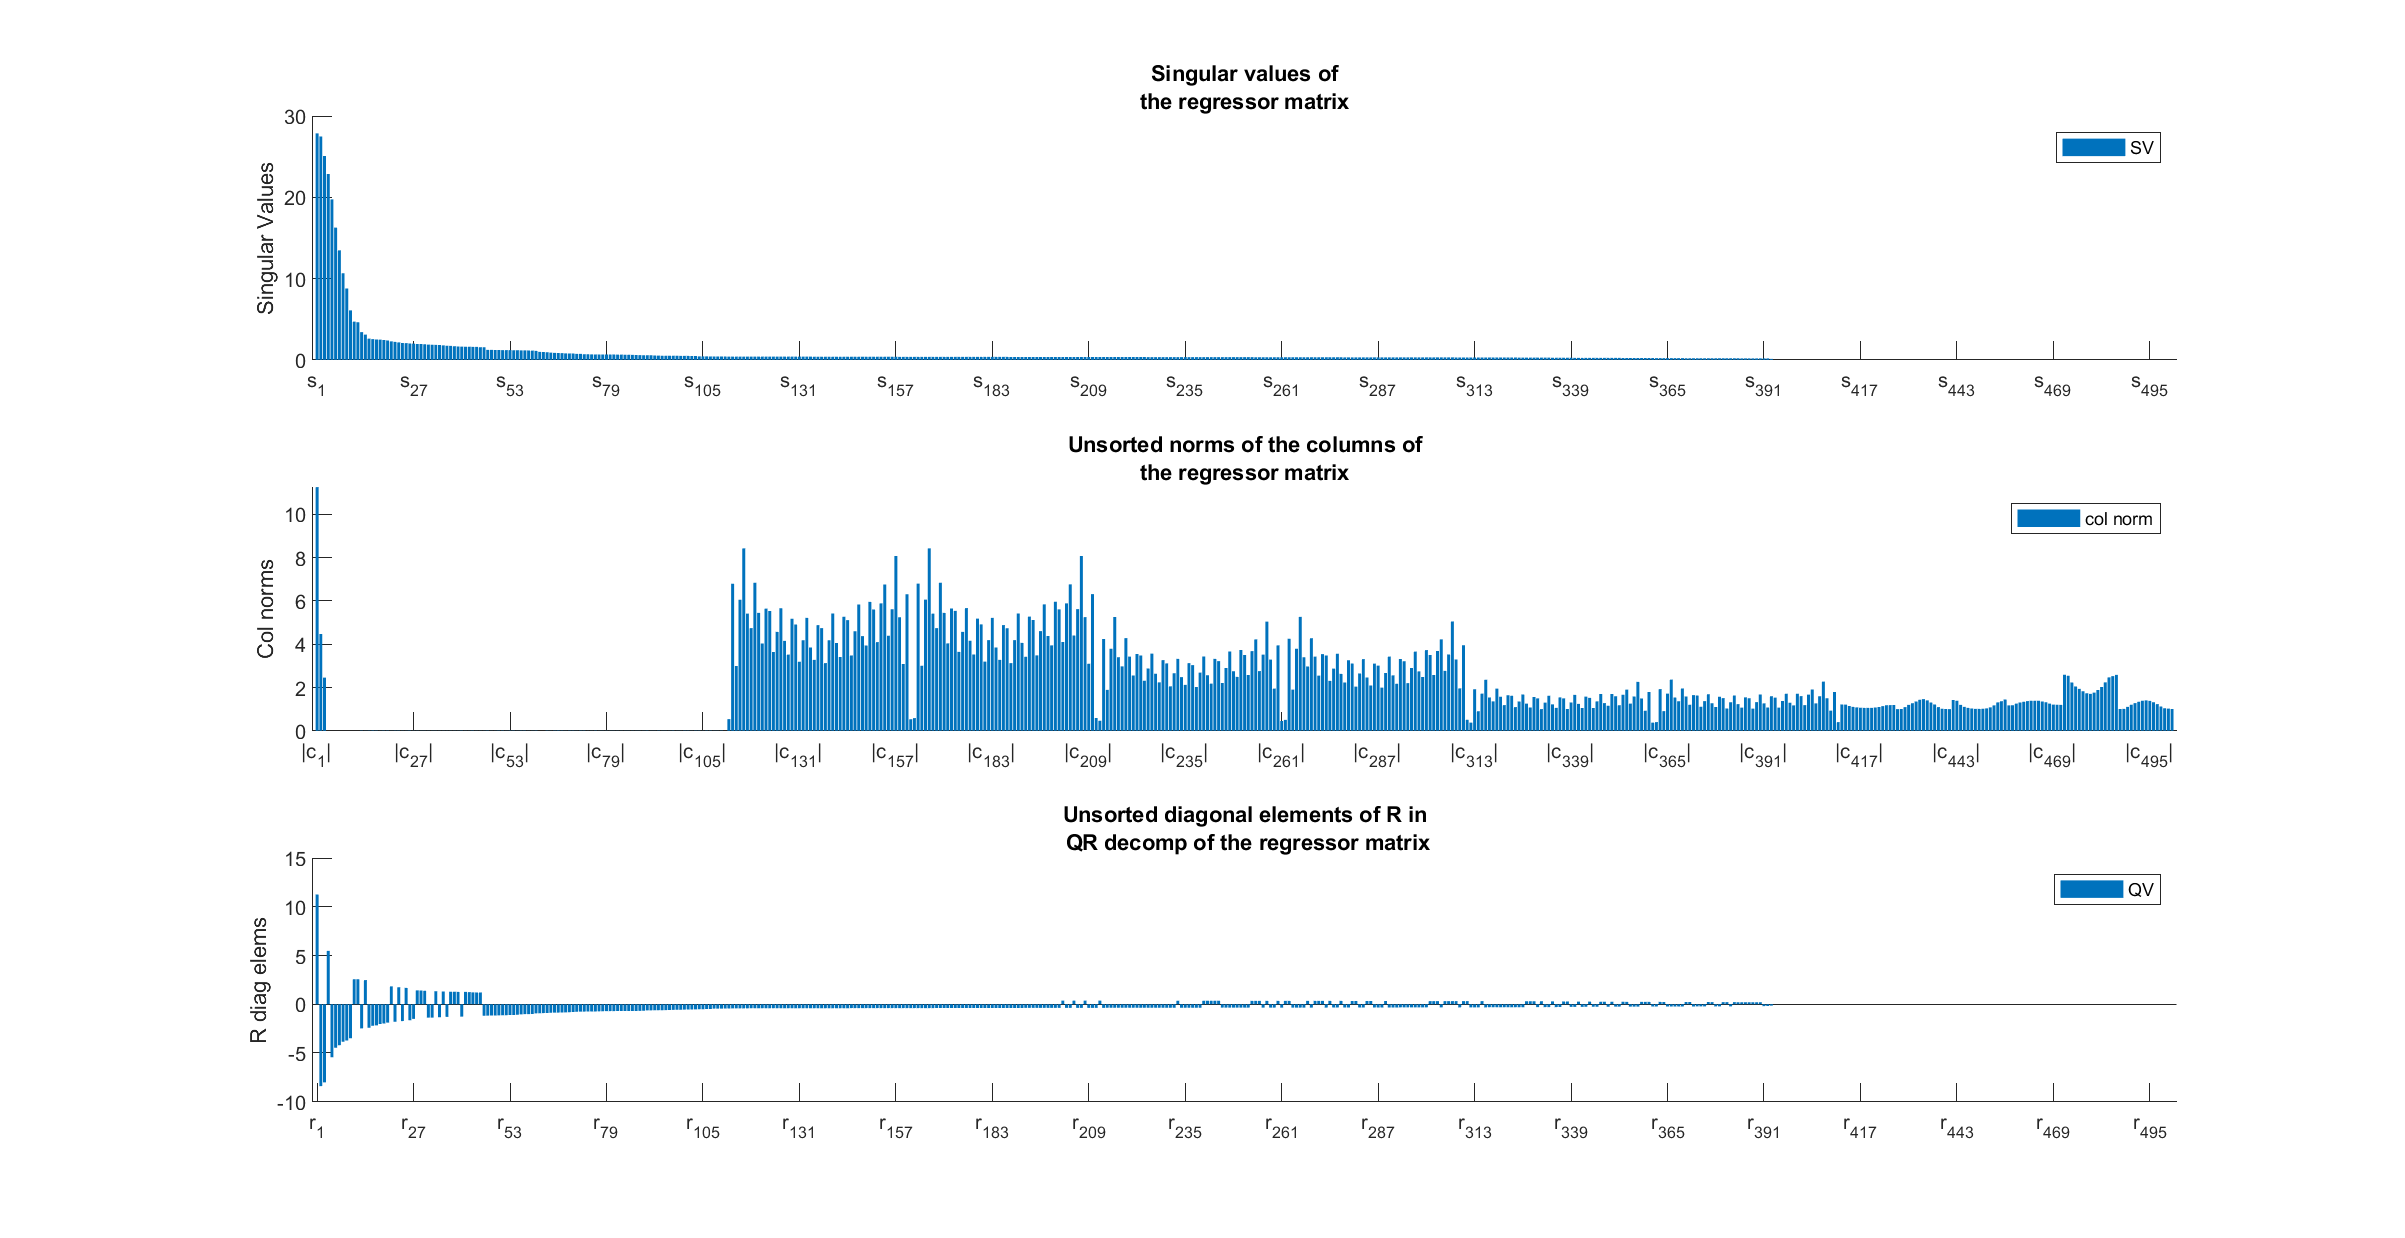 Singular values of
the regressor matrix
30
20
10
0
Singular Values
SV
s1 s27 s53 s79 s105 s131 s157 s183 s209 s235 s261 s287 s313 s339 s365 s391 s417 s443 s469 s495
Unsorted norms of the columns of
the regressor matrix
10
8
6
4
2
0
Col norms
col norm
|c1| |c27| |c53| |c79| |c105| |c131| |c157| |c183| |c209| |c235| |c261| |c287| |c313| |c339| |c365| |c391| |c417| |c443| |c469| |c495|
Unsorted diagonal elements of R in
QR decomp of the regressor matrix
15
10
5
0
-5
-10
R diag elems
QV
r1 r27 r53 r79 r105 r131 r157 r183 r209 r235 r261 r287 r313 r339 r365 r391 r417 r443 r469 r495